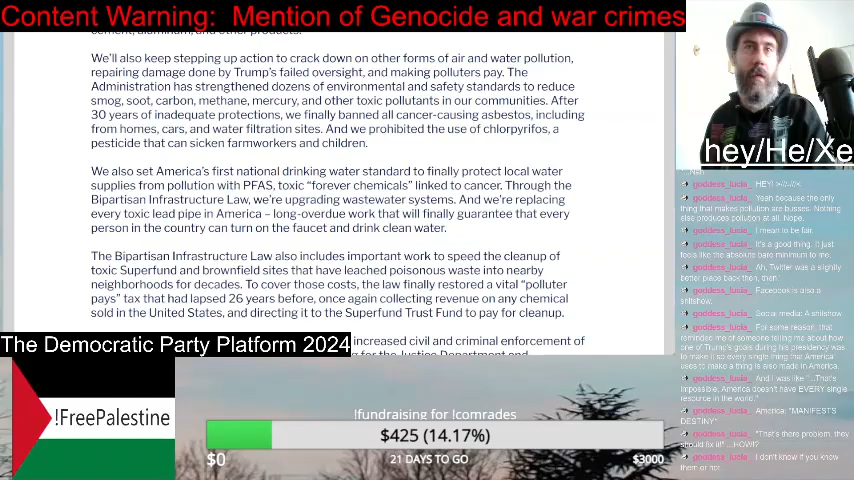 Content Warning: Mention of Genocide and war crimes
cement, aluminum, and other products.
We'll also keep stepping up action to crack down on other forms of air and water pollution,
repairing damage done by Trump's failed oversight, and making polluters pay. The
Administration has strengthened dozens of environmental and safety standards to reduce
smog, soot, carbon, methane, mercury, and other toxic pollutants in our communities. After
30 years of inadequate protections, we finally banned all cancer-causing asbestos, including
from homes, cars, and water filtration sites. And we prohibited the use of chlorpyrifos, a
pesticide that can sicken farmworkers and children.
We also set America's first national drinking water standard to finally protect local water
supplies from pollution with PFAS, toxic “forever chemicals” linked to cancer. Through the
Bipartisan Infrastructure Law, we're upgrading wastewater systems. And we're replacing
every toxic lead pipe in America – long-overdue work that will finally guarantee that every
person in the country can turn on the faucet and drink clean water.
The Bipartisan Infrastructure Law also includes important work to speed the cleanup of
toxic Superfund and brownfield sites that have leached poisonous waste into nearby
neighborhoods for decades. To cover those costs, the law finally restored a vital “polluter
pays” tax that had lapsed 26 years before, once again collecting revenue on any chemical
sold in the United States, and directing it to the Superfund Trust Fund to pay for cleanup.
increased civil and criminal enforcement of
for the Justice Department and
The Democratic Party Platform 2024
!FreePalestine
!fundraising for !comrades
$425 (14.17%)
$0
21 DAYS TO GO
$3000
hey/He/Xe
goddess_lucia_: HEY! >///////<
goddess_lucia_: Yeah because the only
thing that makes pollution are busses. Nothing
else produces pollution at all. Nope.
goddess_lucia_: I mean to be fair.
goddess_lucia_: It's a good thing. It just
feels like the absolute bare minimum to me.
goddess_lucia_: Ah, Twitter was a slightly
better place back then, then.
goddess_lucia_: Facebook is also a
shitshow.
goddess_lucia_: Social media: A shitshow.
goddess_lucia_: For some reason, that
reminded me of someone telling me about how
one of Trump's goals during his presidency was
to make it so every single thing that America
uses to make a thing is also made in America.
goddess_lucia_: And I was like "...That's
impossible, America doesn't have EVERY single
resource in the world."
goddess_lucia_: America: *MANIFESTS
DESTINY*
goddess_lucia_: "That's there problem, they
should fix it!" ...HOW!?
goddess_lucia_: I don't know if you knew
them or not